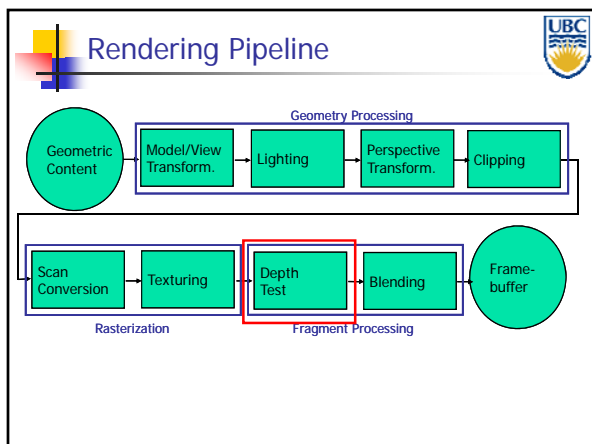 Rendering Pipeline
UBC
Geometry Processing
Geometric
Content
Model/View
Transform.
Lighting
Perspective
Transform.
Clipping
Scan
Conversion
Texturing
Depth
Test
Blending
Frame-
buffer
Rasterization
Fragment Processing